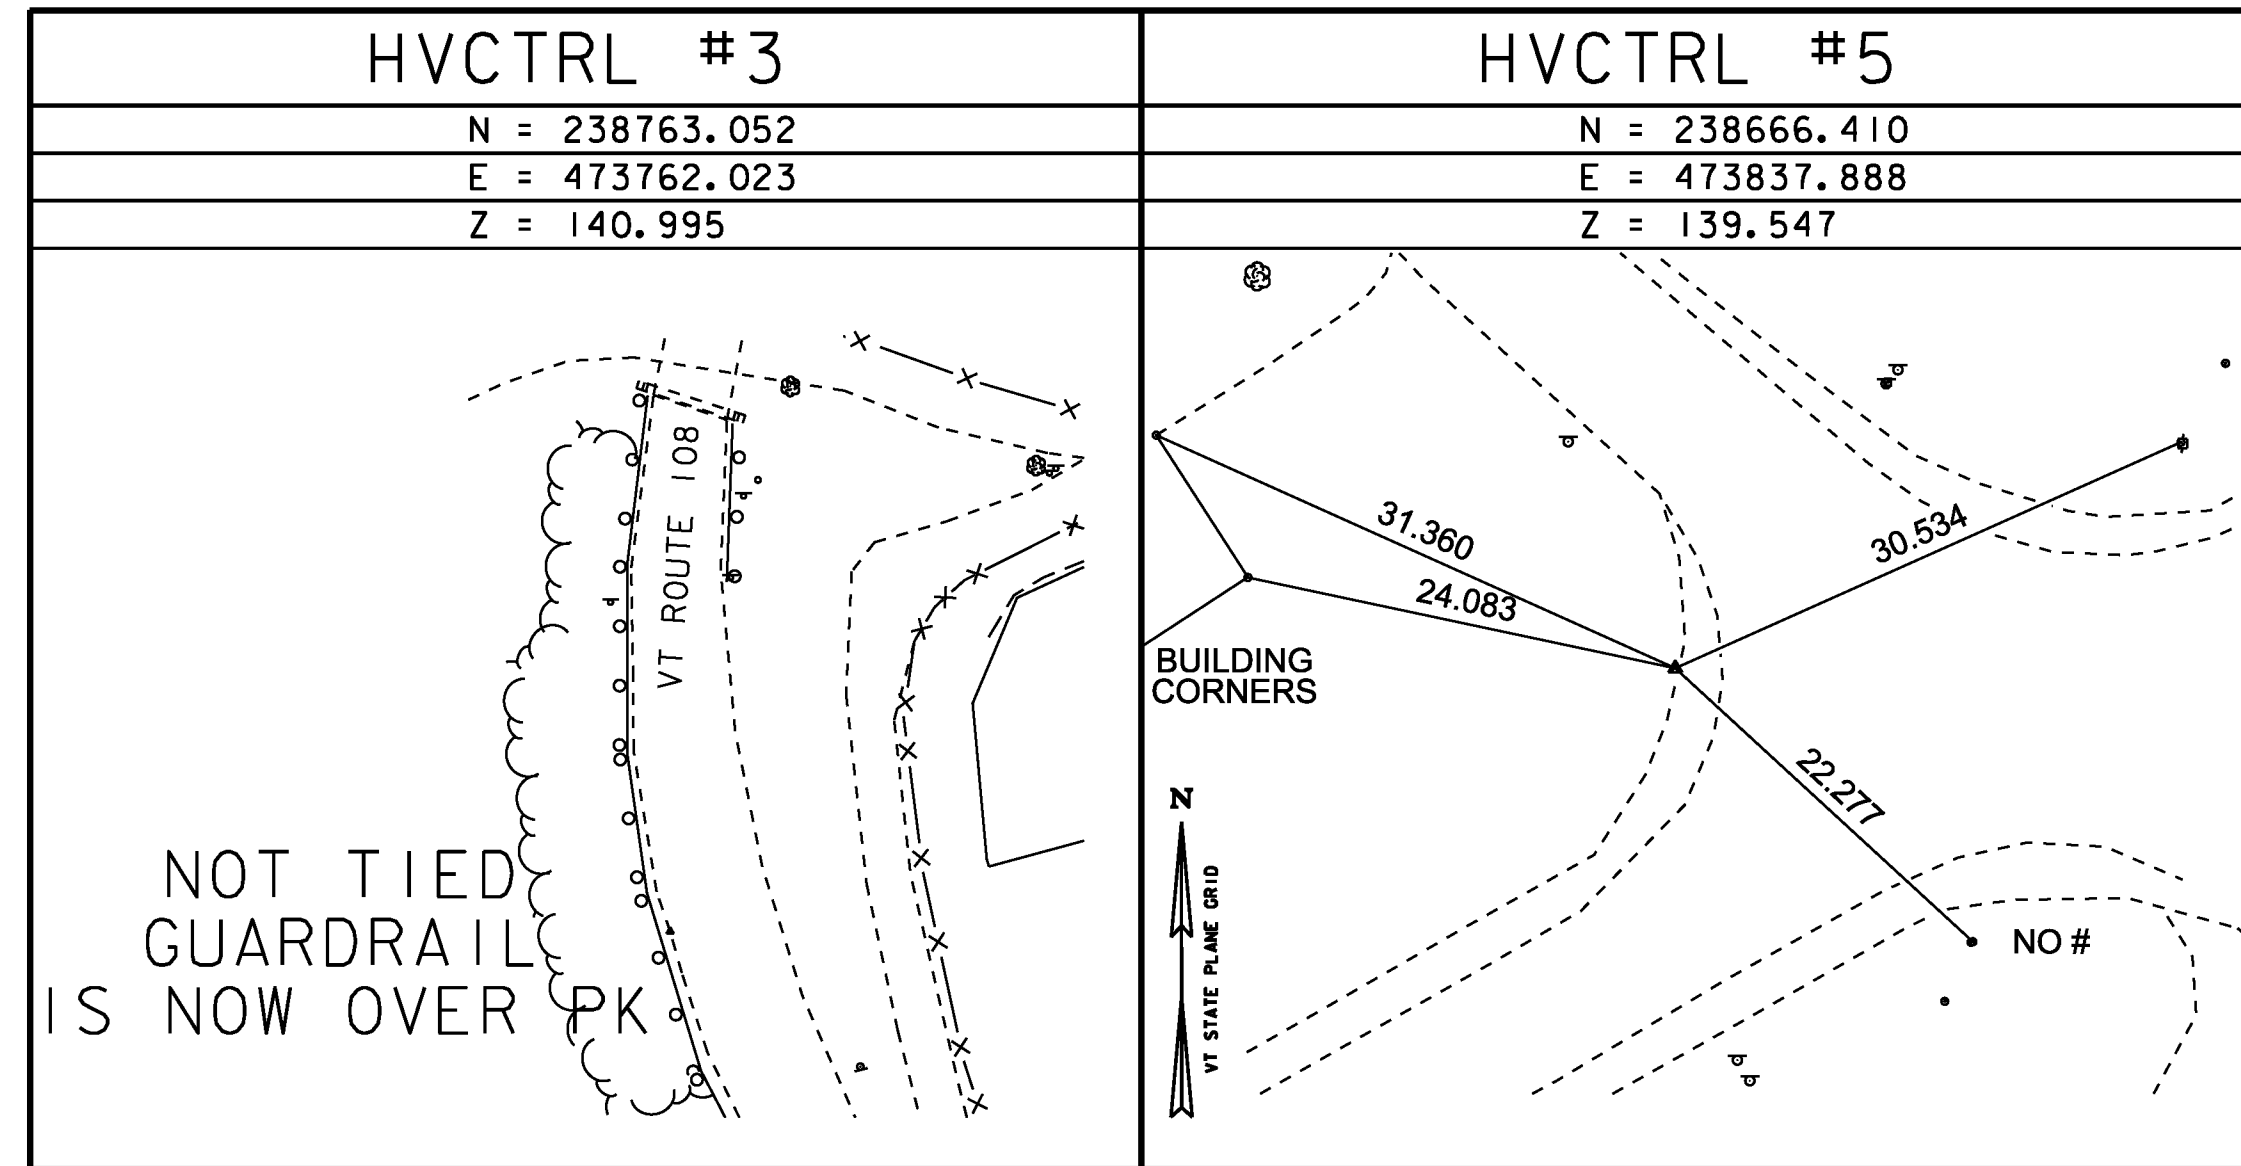 HVCTRL #3
N = 238763.052
E = 473762.023
Z = 140.995
VT ROUTE 108
NOT TIED
GUARDRAIL
IS NOW OVER PK
HVCTRL #5
N = 238666.410
E = 473837.888
Z = 139.547
31.360
24.083
30.534
22.277
BUILDING
CORNERS
N
VT STATE PLANE GRID
NO #